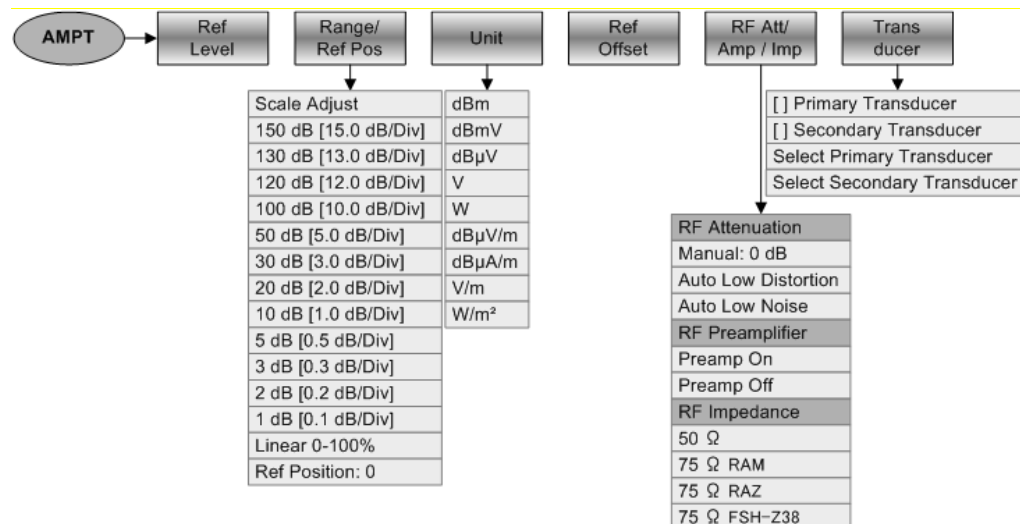 AMPT
Ref
Level
Range/
Ref Pos
Unit
Ref
Offset
RF Att/
Amp / Imp
Trans
ducer
Scale Adjust
150 dB [15.0 dB/Div]
130 dB [13.0 dB/Div]
120 dB [12.0 dB/Div]
100 dB [10.0 dB/Div]
50 dB [5.0 dB/Div]
30 dB [3.0 dB/Div]
20 dB [2.0 dB/Div]
10 dB [1.0 dB/Div]
5 dB [0.5 dB/Div]
3 dB [0.3 dB/Div]
2 dB [0.2 dB/Div]
1 dB [0.1 dB/Div]
Linear 0-100%
Ref Position: 0
dBm
dBmV
dBµV
V
W
dBµV/m
dBµA/m
V/m
W/m²
[ ] Primary Transducer
[ ] Secondary Transducer
Select Primary Transducer
Select Secondary Transducer
RF Attenuation
Manual: 0 dB
Auto Low Distortion
Auto Low Noise
RF Preamplifier
Preamp On
Preamp Off
RF Impedance
50 Ω
75 Ω RAM
75 Ω RAZ
75 Ω FSH-Z38